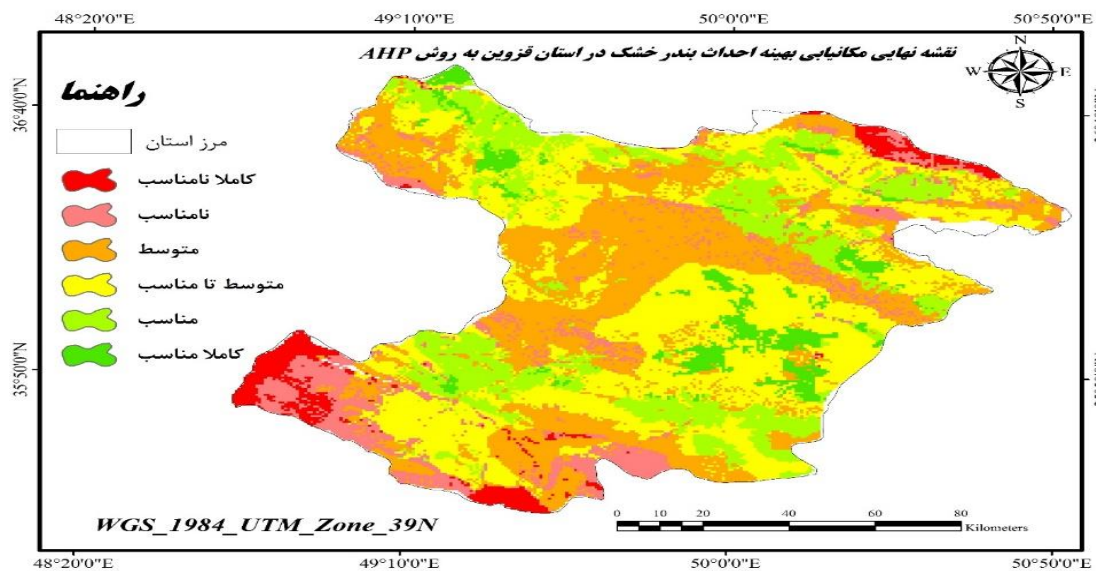 48°20'0"E 49°10'0"E 50°0'0"E 50°50'0"E
نقشه نهایی مکانیابی بهینه احداث بندر خشک در استان قزوین به روش AHP
N
W E
S
راهنما
مرز استان
کاملا نامناسب
نامناسب
متوسط
متوسط تا مناسب
مناسب
کاملا مناسب
36°40'0"N
35°50'0"N
WGS_1984_UTM_Zone_39N
0 10 20 40 60 80
Kilometers
48°20'0"E 49°10'0"E 50°0'0"E 50°50'0"E